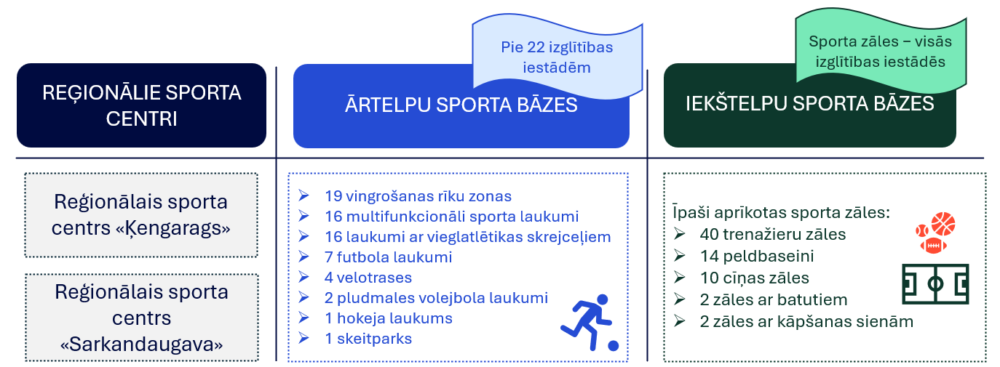 REĢIONĀLIE SPORTA
CENTRI
Reģionālais sporta
centrs «Ķengarags»
Reģionālais sporta
centrs
«Sarkandaugava»
Pie 22 izglītības
iestādēm
ĀRTELPU SPORTA BĀZES
19 vingrošanas rīku zonas
16 multifunkcionāli sporta laukumi
16 laukumi ar vieglatlētikas skrejceļiem
7 futbola laukumi
4 velotrases
2 pludmales volejbola laukumi
1 hokeja laukums
1 skeitparks
Sporta zāles – visās
izglītības iestādēs
IEKŠTELPU SPORTA BĀZES
Īpaši aprīkotas sporta zāles:
40 trenažieru zāles
14 peldbaseini
10 cīņas zāles
2 zāles ar batutiem
2 zāles ar kāpšanas sienām